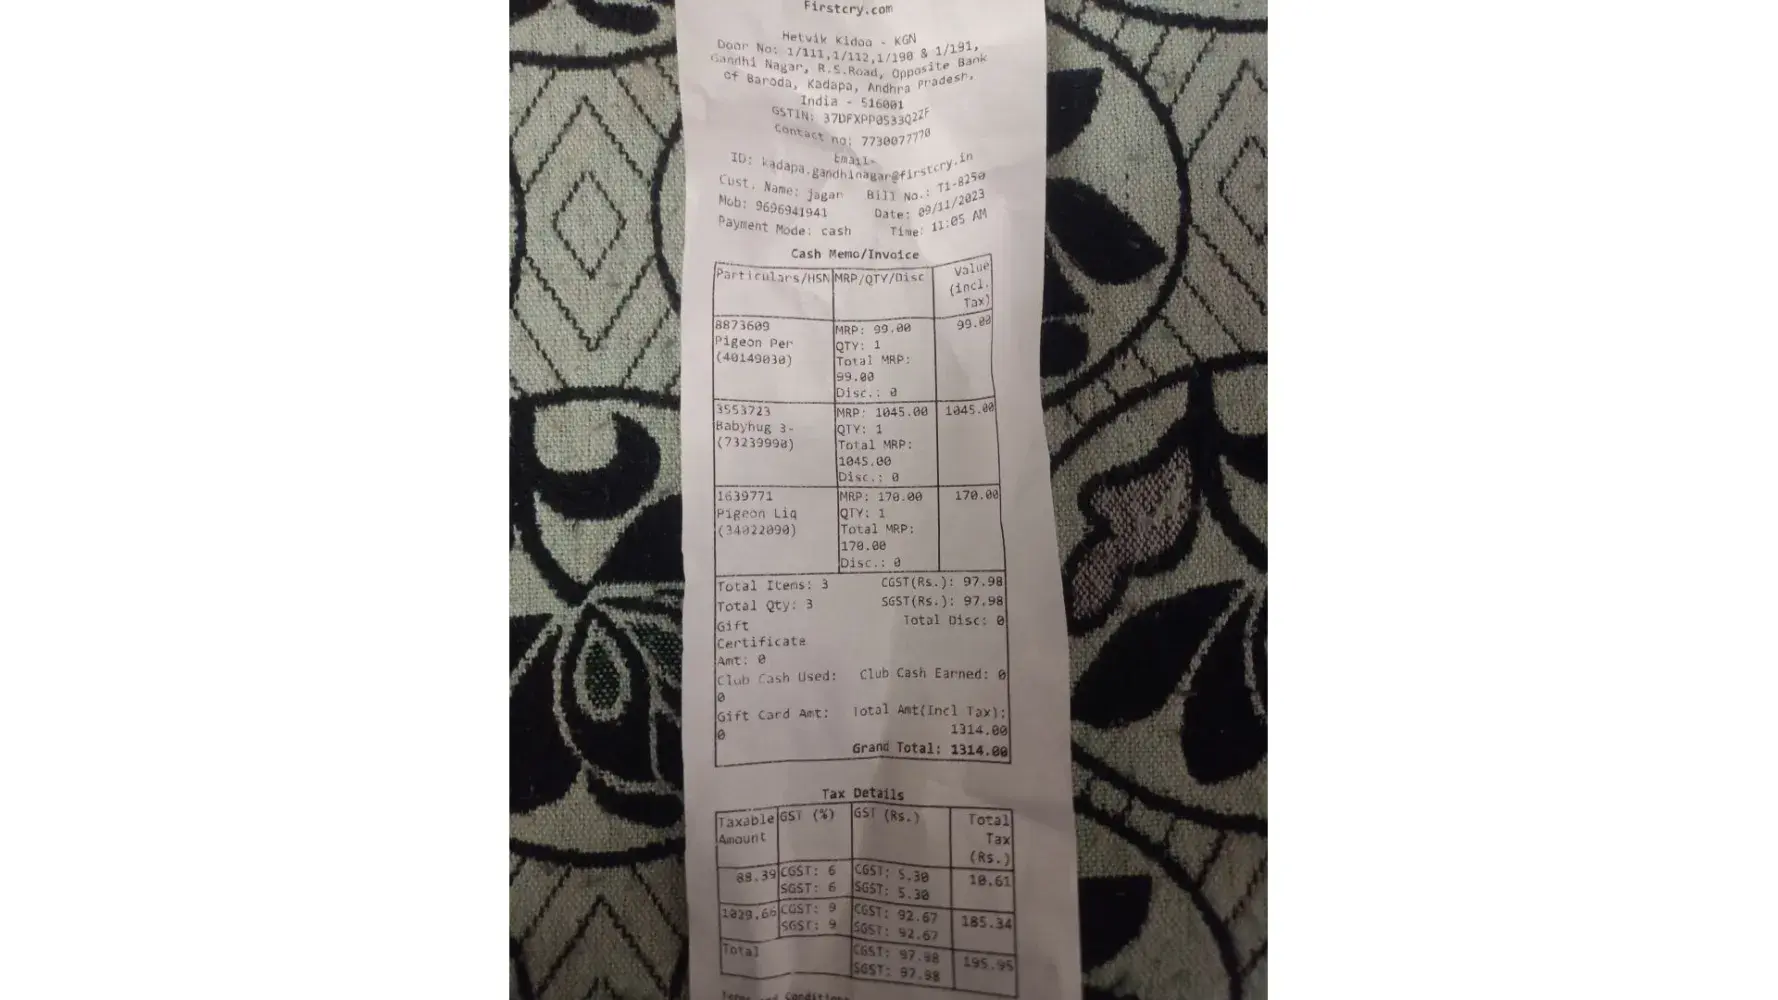 Firstcry.com
Hetvik Kidoo - KGN
Door No: 1/111,1/112,1/190 & 1/191,
Gandhi Nagar, R.S.Road, Opposite Bank
of Baroda, Kadapa, Andhra Pradesh,
India - 516001
GSTIN: 37DFXPP0533Q2ZF
Contact no: 7730077770
Email-
ID: kadapa.gandhinagar@firstcry.in
Cust. Name: jagan Bill No.: T1-8250
Mob: 9696941941 Date: 09/11/2023
Payment Mode: cash Time: 11:05 AM
Cash Memo/Invoice
Particulars/HSN MRP/QTY/Disc Value
(incl.
Tax)
8873609 MRP: 99.00 99.00
Pigeon Per QTY: 1
(40149030) Total MRP:
99.00
Disc.: 0
3553723 MRP: 1045.00 1045.00
Babyhug 3- QTY: 1
(73239990) Total MRP:
1045.00
Disc.: 0
1639771 MRP: 170.00 170.00
Pigeon Liq QTY: 1
(34022090) Total MRP:
170.00
Disc.: 0
Total Items: 3 CGST(Rs.): 97.98
Total Qty: 3 SGST(Rs.): 97.98
Gift Total Disc: 0
Certificate
Amt: 0
Club Cash Used: Club Cash Earned: 0
0
Gift Card Amt: Total Amt(Incl Tax):
0 1314.00
Grand Total: 1314.00
Tax Details
Taxable GST (%) GST (Rs.) Total
Amount Tax
(Rs.)
88.39 CGST: 6 CGST: 5.30 10.61
SGST: 6 SGST: 5.30
1029.66 CGST: 9 CGST: 92.67 185.34
SGST: 9 SGST: 92.67
Total CGST: 97.98 195.95
SGST: 97.98
Terms and Conditions